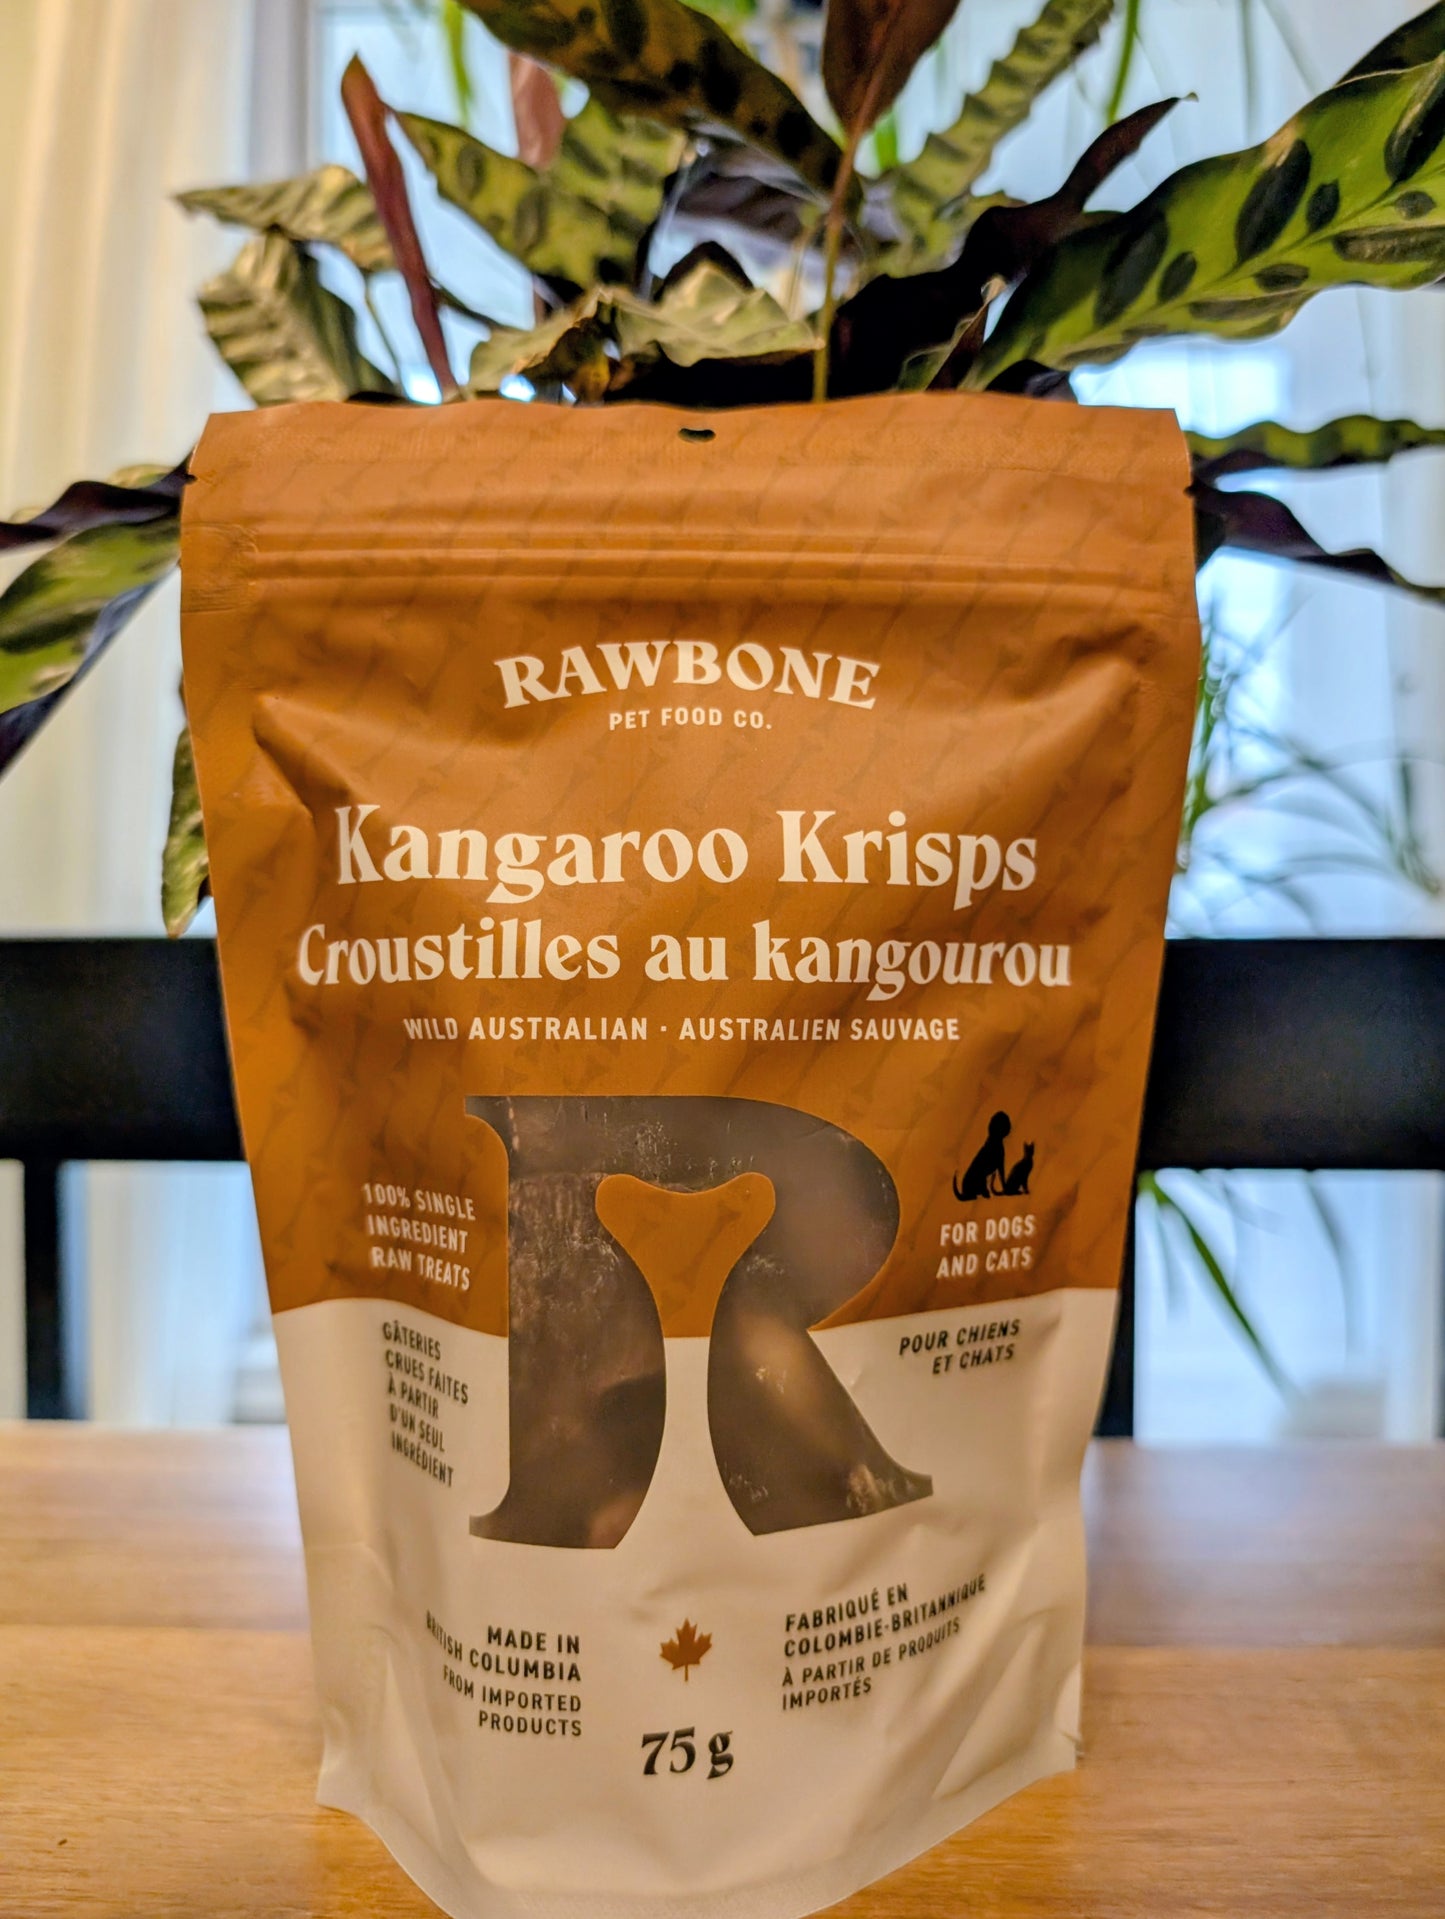 RAWBONE
PET FOOD CO.
Kangaroo Krisps
Croustilles au kangourou
WILD AUSTRALIAN · AUSTRALIEN SAUVAGE
100% SINGLE
INGREDIENT
RAW TREATS
GÂTERIES
CRUES FAITES
À PARTIR
D'UN SEUL
INGRÉDIENT
FOR DOGS
AND CATS
POUR CHIENS
ET CHATS
MADE IN
BRITISH COLUMBIA
FROM IMPORTED
PRODUCTS
FABRIQUÉ EN
COLOMBIE-BRITANNIQUE
À PARTIR DE PRODUITS
IMPORTÉS
75 g